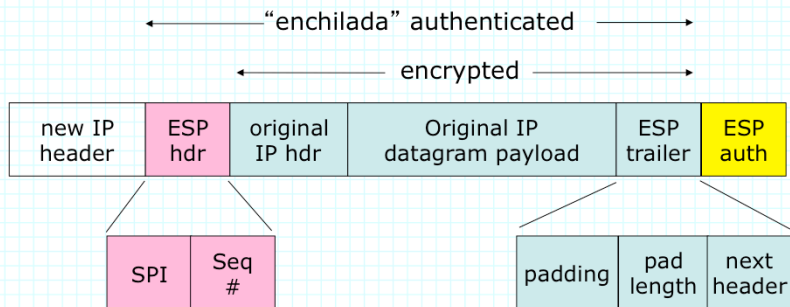 “enchilada” authenticated
encrypted
new IP
header
ESP
hdr
original
IP hdr
Original IP
datagram payload
ESP
trailer
ESP
auth
SPI
Seq
#
padding
pad
length
next
header